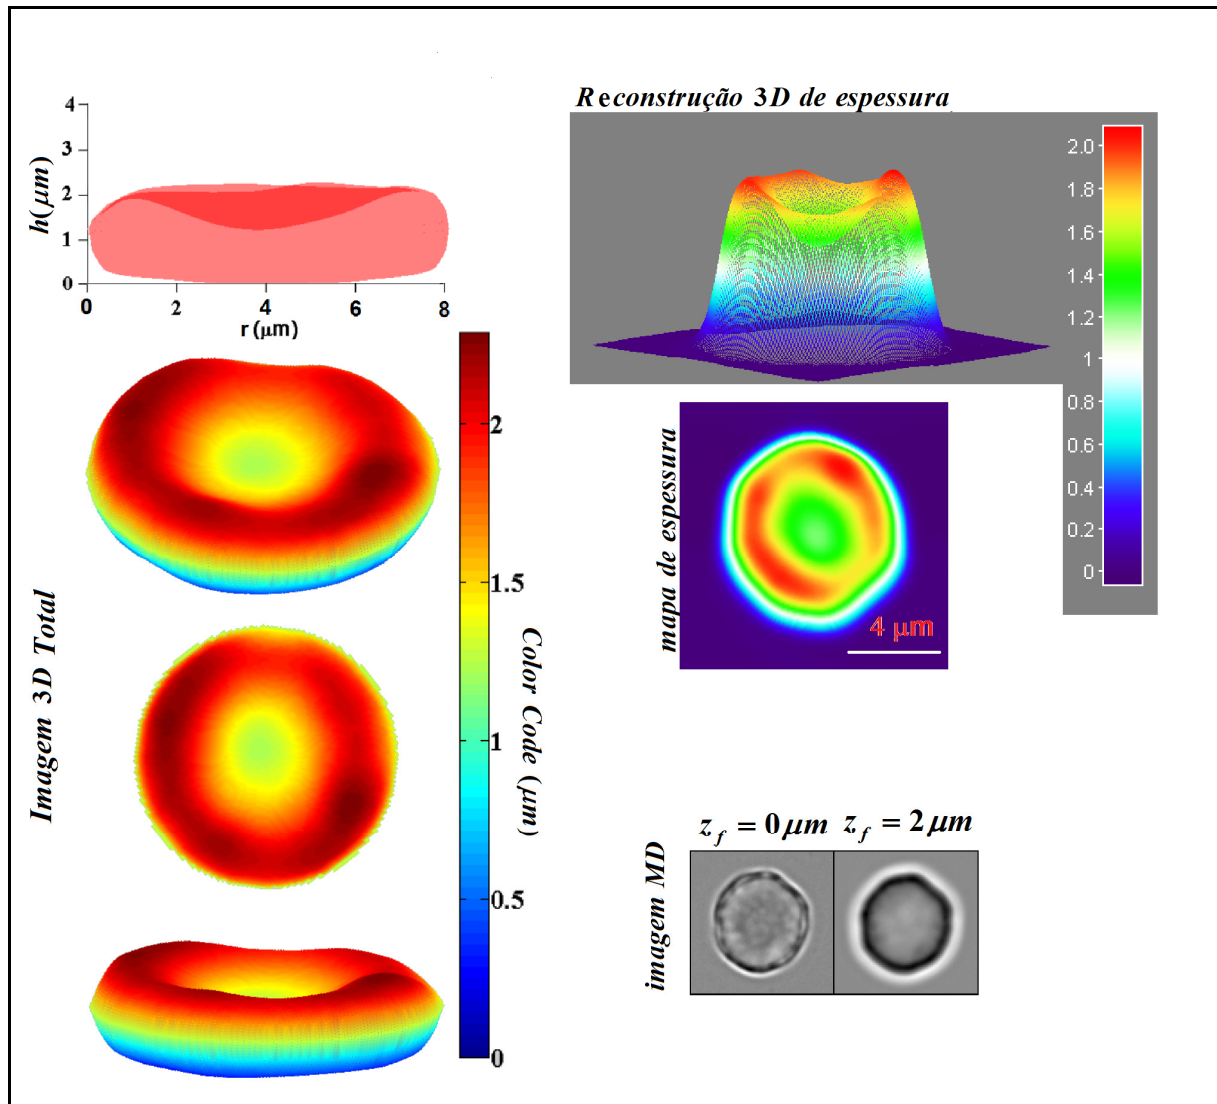 4
3
2
1
0
h(μm)
0
2
4
6
8
r (μm)
Reconstrução 3D de espessura
2.0
1.8
1.6
1.4
1.2
1
0.8
0.6
0.4
0.2
0
mapa de espessura
4 μm
Imagem 3D Total
2
1.5
1
0.5
0
Color Code (μm)
z_f = 0 μm z_f = 2 μm
imagem MD